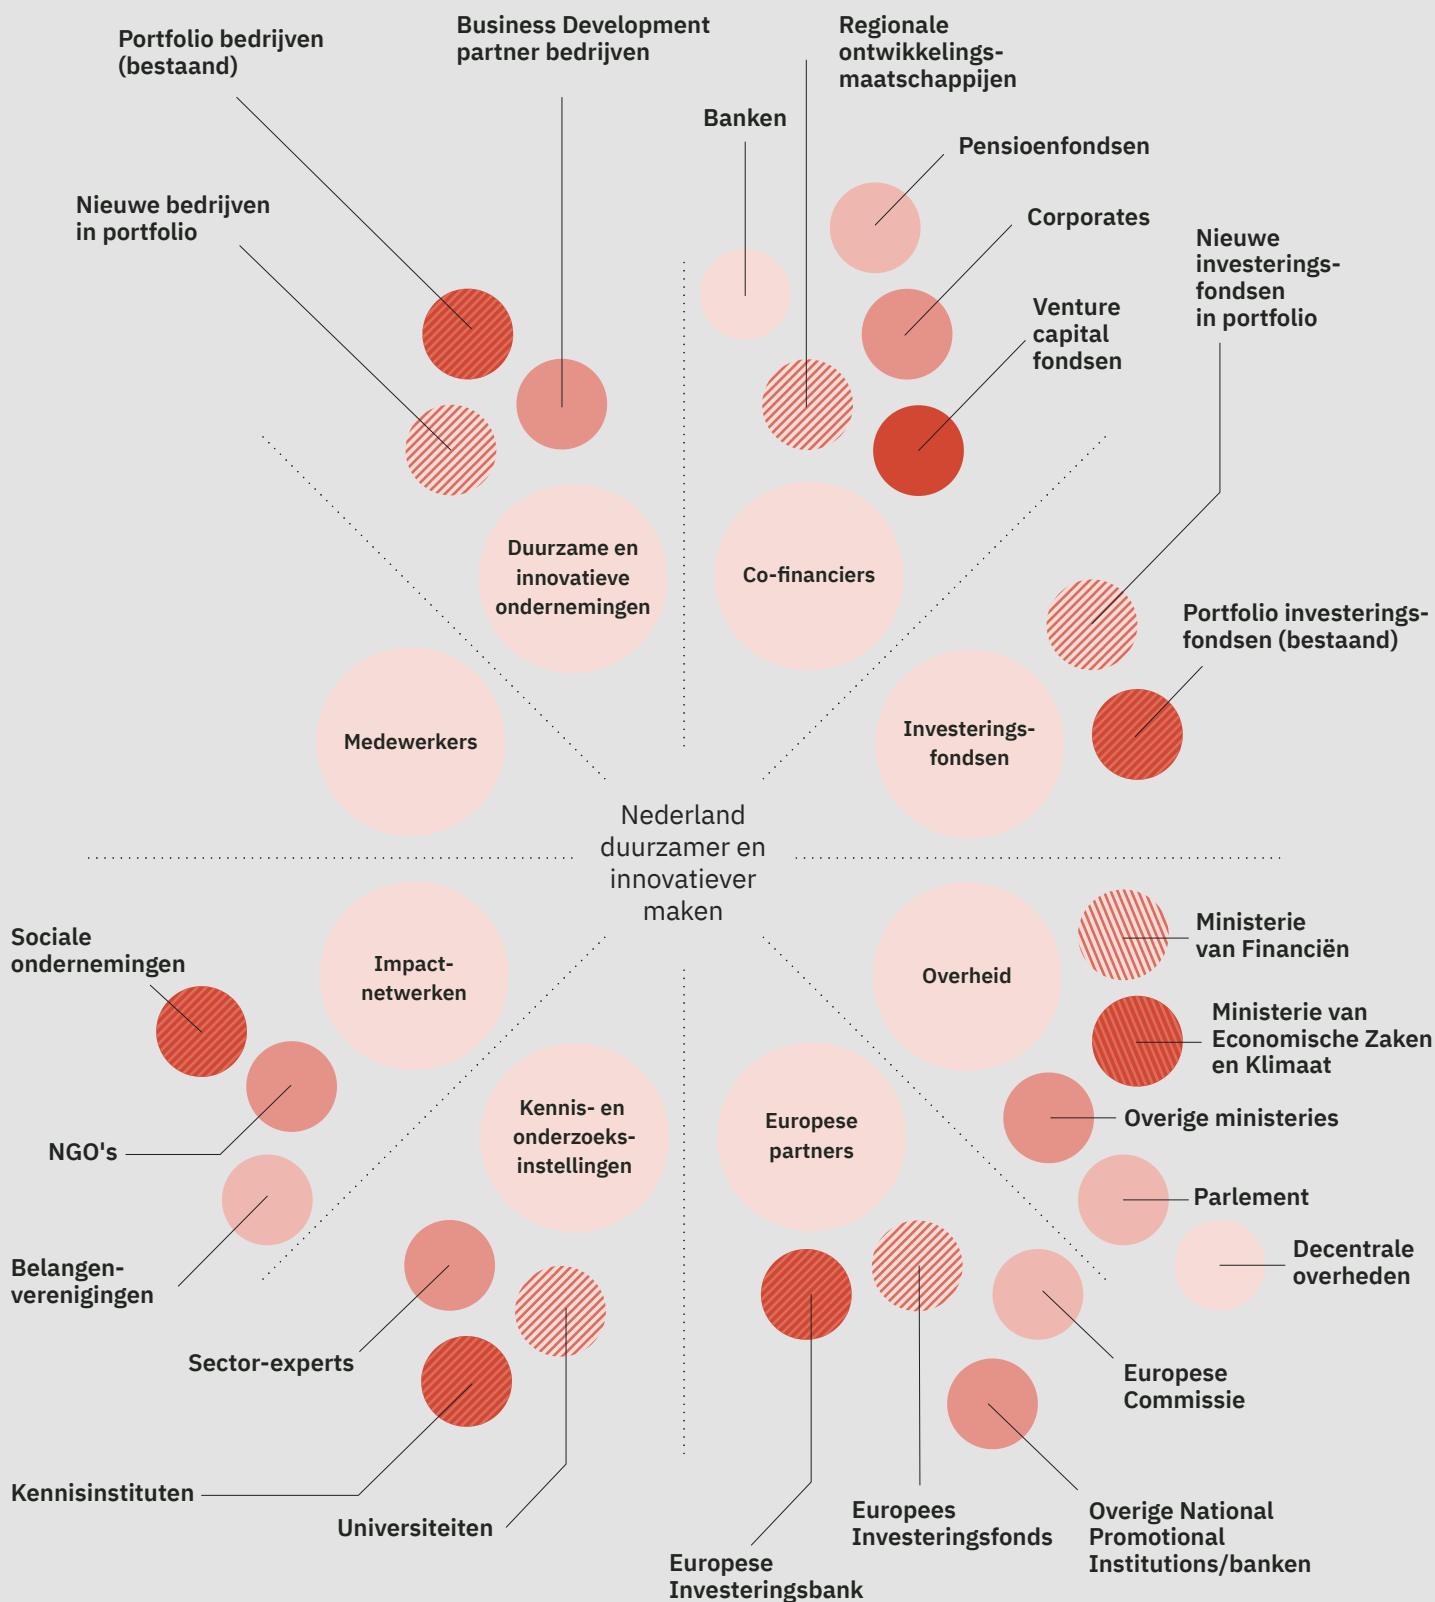 Portfolio bedrijven
(bestaand)
Business Development
partner bedrijven
Regionale
ontwikkelings-
maatschappijen
Banken
Pensioenfondsen
Nieuwe bedrijven
in portfolio
Corporates
Nieuwe
investerings-
fondsen
in portfolio
Venture
capital
fondsen
Duurzame en
innovatieve
ondernemingen
Co-financiers
Portfolio investerings-
fondsen (bestaand)
Medewerkers
Investerings-
fondsen
Nederland
duurzamer en
innovatiever
maken
Sociale
ondernemingen
Impact-
netwerken
Overheid
Ministerie
van Financiën
Ministerie van
Economische Zaken
en Klimaat
NGO's
Kennis- en
onderzoeks-
instellingen
Europese
partners
Overige ministeries
Parlement
Belangen-
verenigingen
Decentrale
overheden
Sector-experts
Europese
Commissie
Kennisinstituten
Universiteiten
Europees
Investeringsfonds
Overige National
Promotional
Institutions/banken
Europese
Investeringsbank